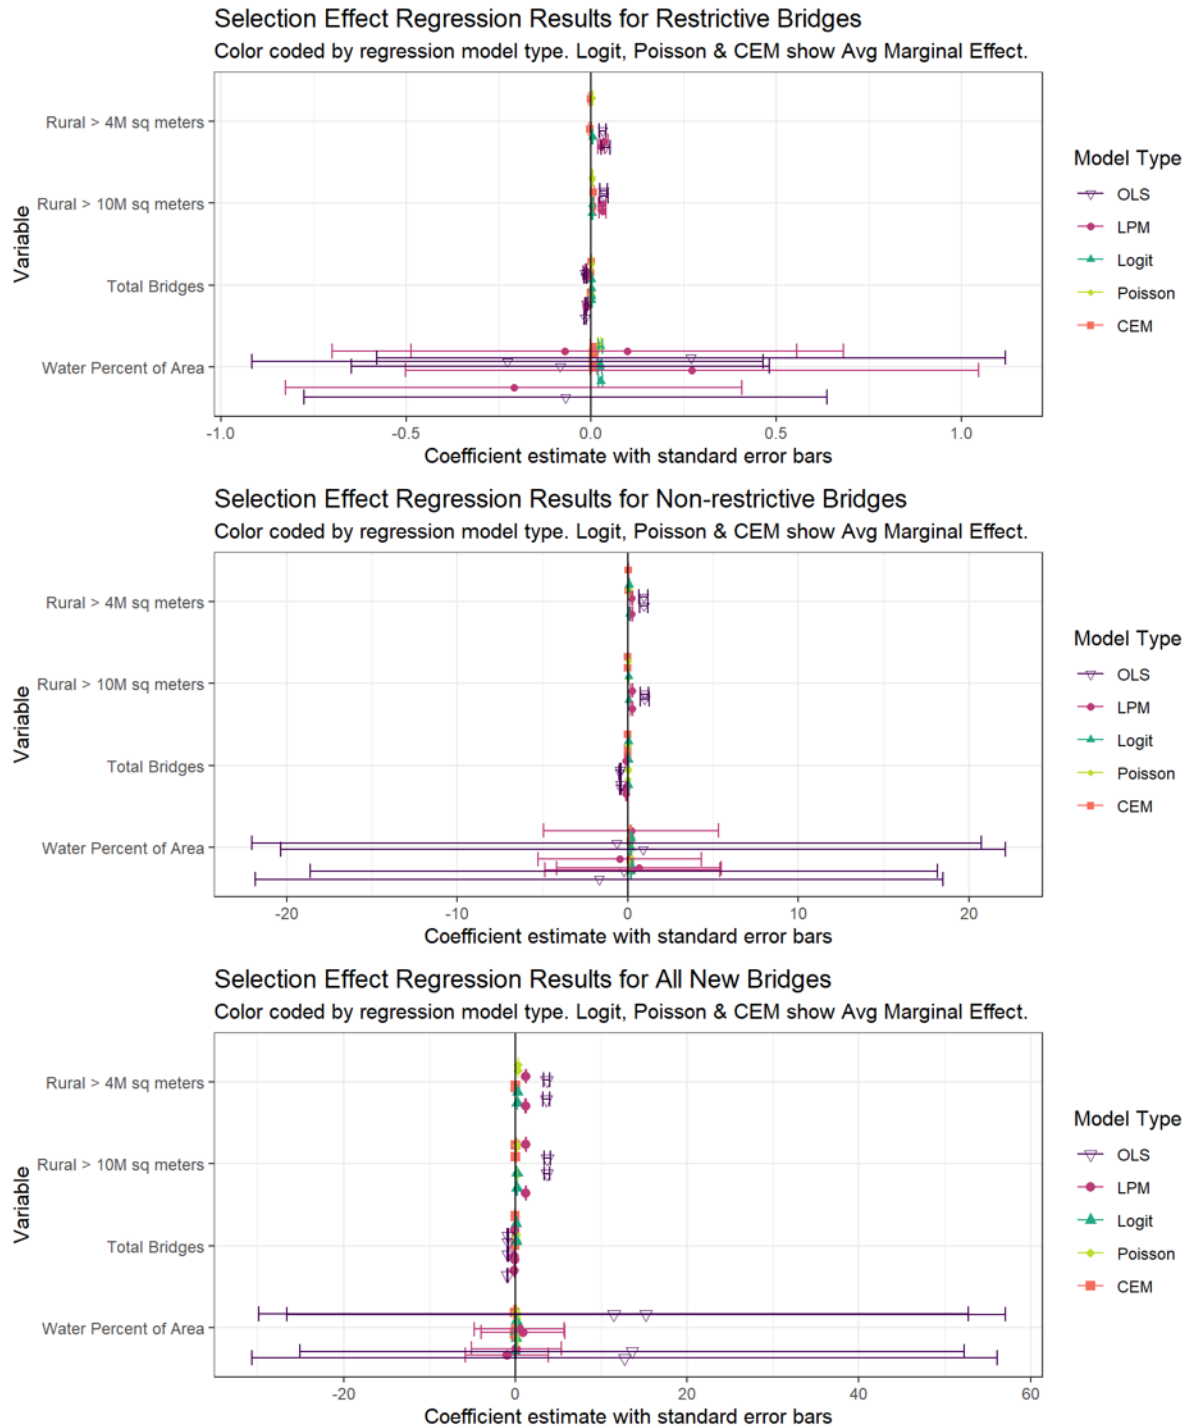 Selection Effect Regression Results for Restrictive Bridges
Color coded by regression model type. Logit, Poisson & CEM show Avg Marginal Effect.
Variable
Rural > 4M sq meters
Rural > 10M sq meters
Total Bridges
Water Percent of Area
-1.0 -0.5 0.0 0.5 1.0
Coefficient estimate with standard error bars
Model Type
OLS
LPM
Logit
Poisson
CEM
Selection Effect Regression Results for Non-restrictive Bridges
Color coded by regression model type. Logit, Poisson & CEM show Avg Marginal Effect.
Variable
Rural > 4M sq meters
Rural > 10M sq meters
Total Bridges
Water Percent of Area
-20 -10 0 10 20
Coefficient estimate with standard error bars
Model Type
OLS
LPM
Logit
Poisson
CEM
Selection Effect Regression Results for All New Bridges
Color coded by regression model type. Logit, Poisson & CEM show Avg Marginal Effect.
Variable
Rural > 4M sq meters
Rural > 10M sq meters
Total Bridges
Water Percent of Area
-20 0 20 40 60
Coefficient estimate with standard error bars
Model Type
OLS
LPM
Logit
Poisson
CEM